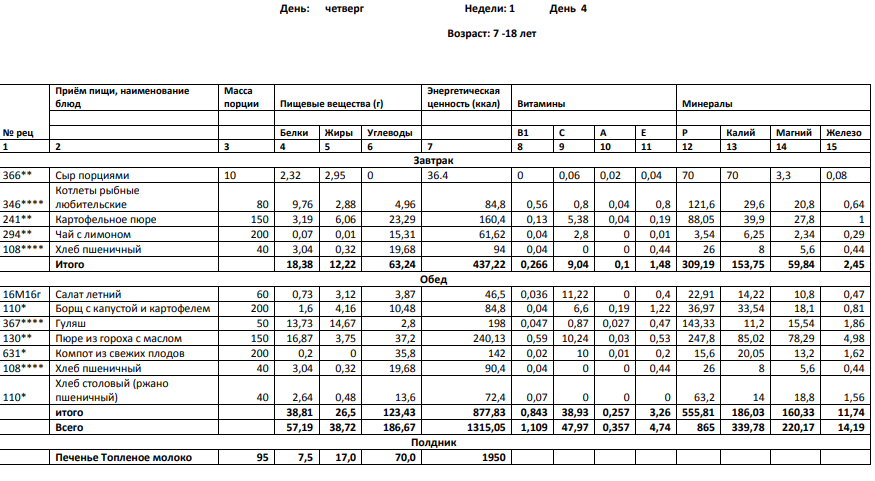 День: четверг Недели: 1 День 4
Возраст: 7 -18 лет
№ рец Приём пищи, наименование блюд Масса порции Пищевые вещества (г) Энергетическая ценность (ккал) Витамины Минералы
Белки Жиры Углеводы В1 С А Е Р Калий Магний Железо
1 2 3 4 5 6 7 8 9 10 11 12 13 14 15
Завтрак
366** Сыр порциями 10 2,32 2,95 0 36.4 0 0,06 0,02 0,04 70 70 3,3 0,08
346**** Котлеты рыбные любительские 80 9,76 2,88 4,96 84,8 0,56 0,8 0,04 0,8 121,6 29,6 20,8 0,64
241** Картофельное пюре 150 3,19 6,06 23,29 160,4 0,13 5,38 0,04 0,19 88,05 39,9 27,8 1
294** Чай с лимоном 200 0,07 0,01 15,31 61,62 0,04 2,8 0 0,01 3,54 6,25 2,34 0,29
108**** Хлеб пшеничный 40 3,04 0,32 19,68 94 0,04 0 0 0,44 26 8 5,6 0,44
Итого 18,38 12,22 63,24 437,22 0,266 9,04 0,1 1,48 309,19 153,75 59,84 2,45
Обед
16М16г Салат летний 60 0,73 3,12 3,87 46,5 0,036 11,22 0 0,4 22,91 14,22 10,8 0,47
110* Борщ с капустой и картофелем 200 1,6 4,16 10,48 84,8 0,04 6,6 0,19 1,22 36,97 33,54 18,1 0,81
367**** Гуляш 50 13,73 14,67 2,8 198 0,047 0,87 0,027 0,47 143,33 11,2 15,54 1,86
130** Пюре из гороха с маслом 150 16,87 3,75 37,2 240,13 0,59 10,24 0,03 0,53 247,8 85,02 78,29 4,98
631* Компот из свежих плодов 200 0,2 0 35,8 142 0,02 10 0,01 0,2 15,6 20,05 13,2 1,62
108**** Хлеб пшеничный 40 3,04 0,32 19,68 90,4 0,04 0 0 0,44 26 8 5,6 0,44
110* Хлеб столовый (ржано пшеничный) 40 2,64 0,48 13,6 72,4 0,07 0 0 0 63,2 14 18,8 1,56
итого 38,81 26,5 123,43 877,83 0,843 38,93 0,257 3,26 555,81 186,03 160,33 11,74
Всего 57,19 38,72 186,67 1315,05 1,109 47,97 0,357 4,74 865 339,78 220,17 14,19
Полдник
Печенье Топленое молоко 95 7,5 17,0 70,0 1950